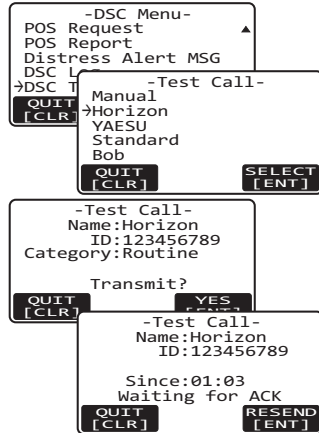 -DSC Menu-
POS Request
POS Report
Distress Alert MSG
DSC
→DSC T
QUIT
[CLR]
-Test Call-
Manual
→Horizon
YAESU
Standard
Bob
QUIT SELECT
[CLR] [ENT]
-Test Call-
Name:Horizon
ID:123456789
Category:Routine
Transmit?
QUIT YES
[CLR]
-Test Call-
Name:Horizon
ID:123456789
Since:01:03
Waiting for ACK
QUIT RESEND
[CLR] [ENT]